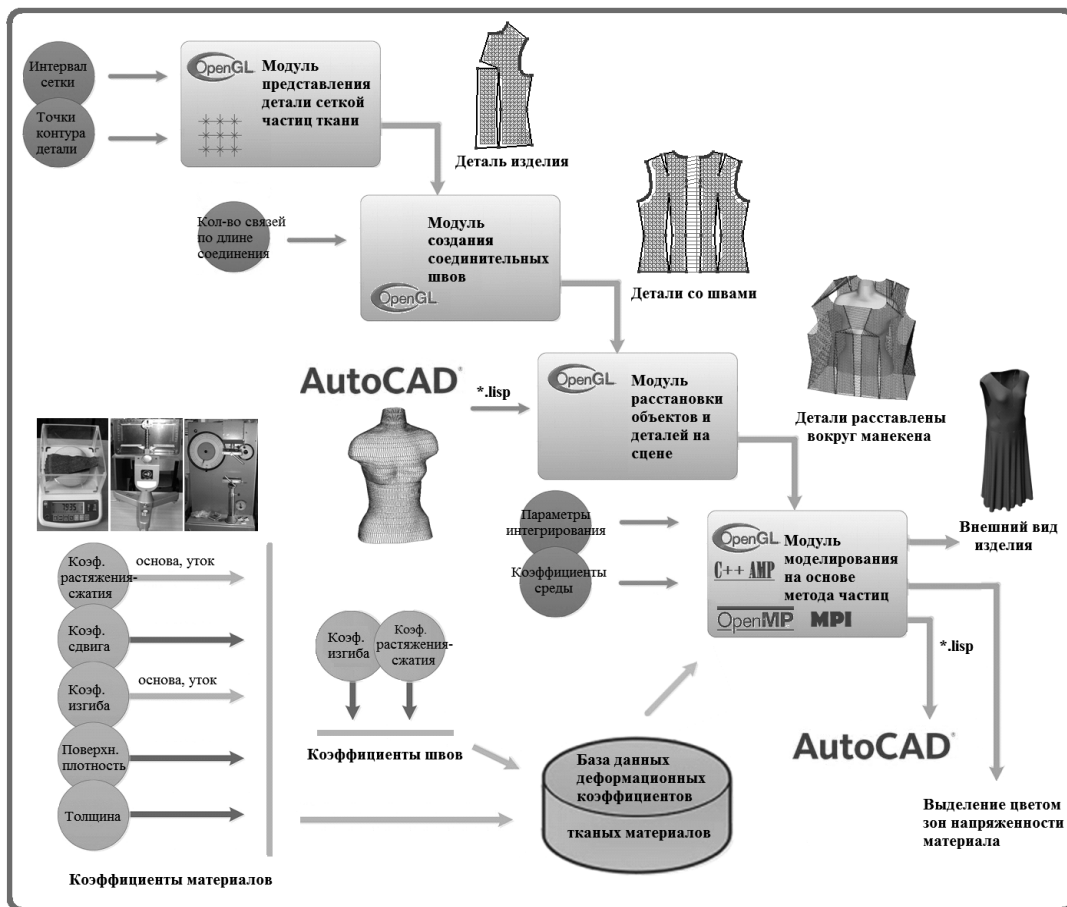 Интервал
сетки
Точки
контура
детали
OpenGL
Модуль
представления
детали сеткой
частиц ткани
Деталь изделия
Кол-во связей
по длине
соединения
Модуль
создания
соединительных
швов
OpenGL
Детали со швами
AutoCAD
*.lisp
OpenGL
Модуль
расстановки
объектов и
деталей на
сцене
Детали расставлены
вокруг манекена
Параметры
интегрирования
Коэффициенты
среды
OpenGL
C++ AMP
OpenMP
MPI
Модуль
моделирования
на основе
метода частиц
Внешний вид
изделия
*.lisp
AutoCAD
Выделение цветом
зон напряженности
материала
Коэф.
растяжения-
сжатия
основа, уток
Коэф.
сдвига
Коэф.
изгиба
основа, уток
Поверхн.
плотность
Толщина
Коэффициенты материалов
Коэф.
изгиба
Коэф.
растяжения-
сжатия
Коэффициенты швов
База данных
деформационных
коэффициентов
тканых материалов